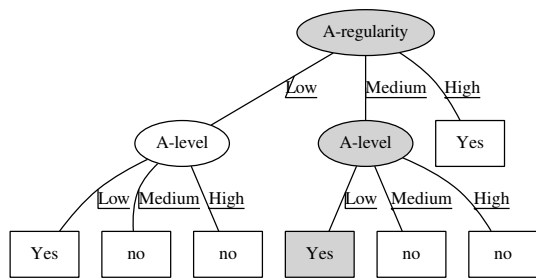 A-regularity
Low Medium High
A-level A-level Yes
Low Medium High Low Medium High
Yes no no Yes no no